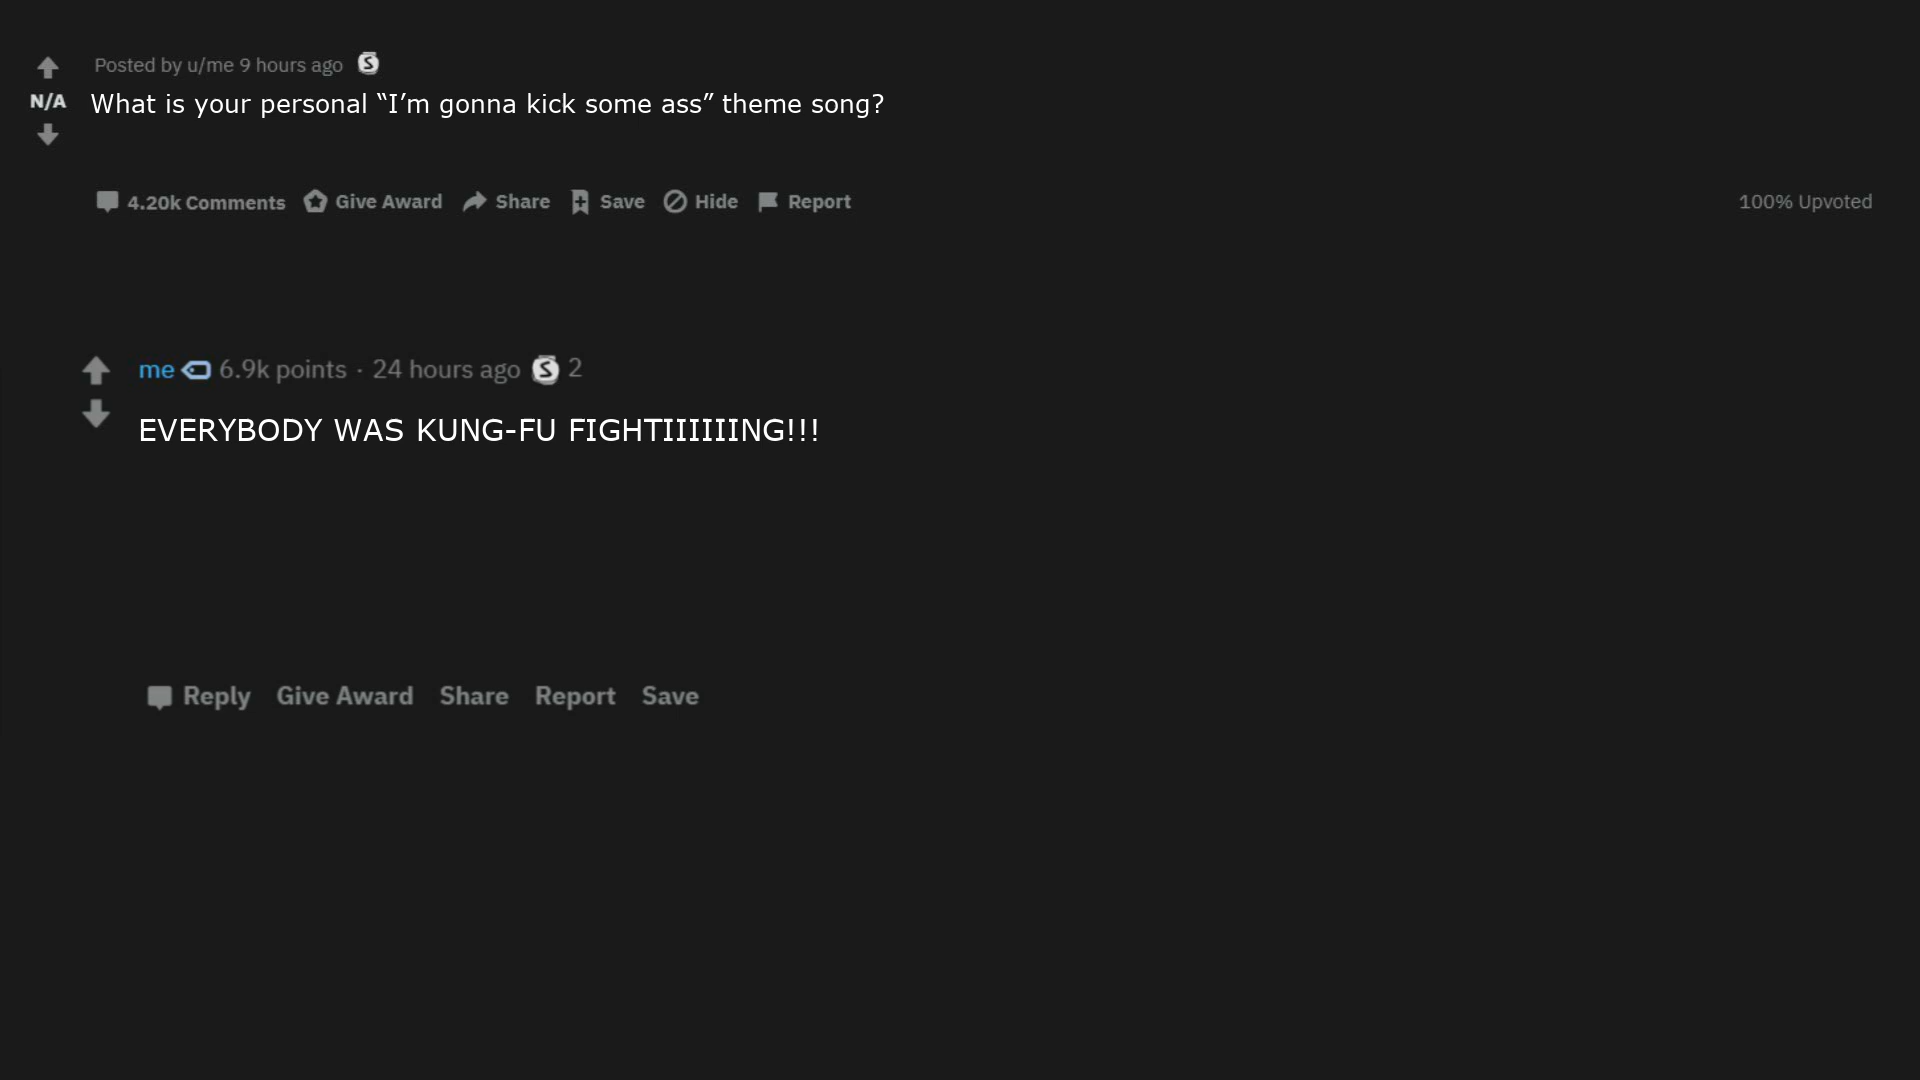 Posted by u/me 9 hours ago
N/A
What is your personal “I’m gonna kick some ass” theme song?
4.20k Comments Give Award Share Save Hide Report 100% Upvoted
me 6.9k points · 24 hours ago 2
EVERYBODY WAS KUNG-FU FIGHTIIIIIING!!!
Reply Give Award Share Report Save